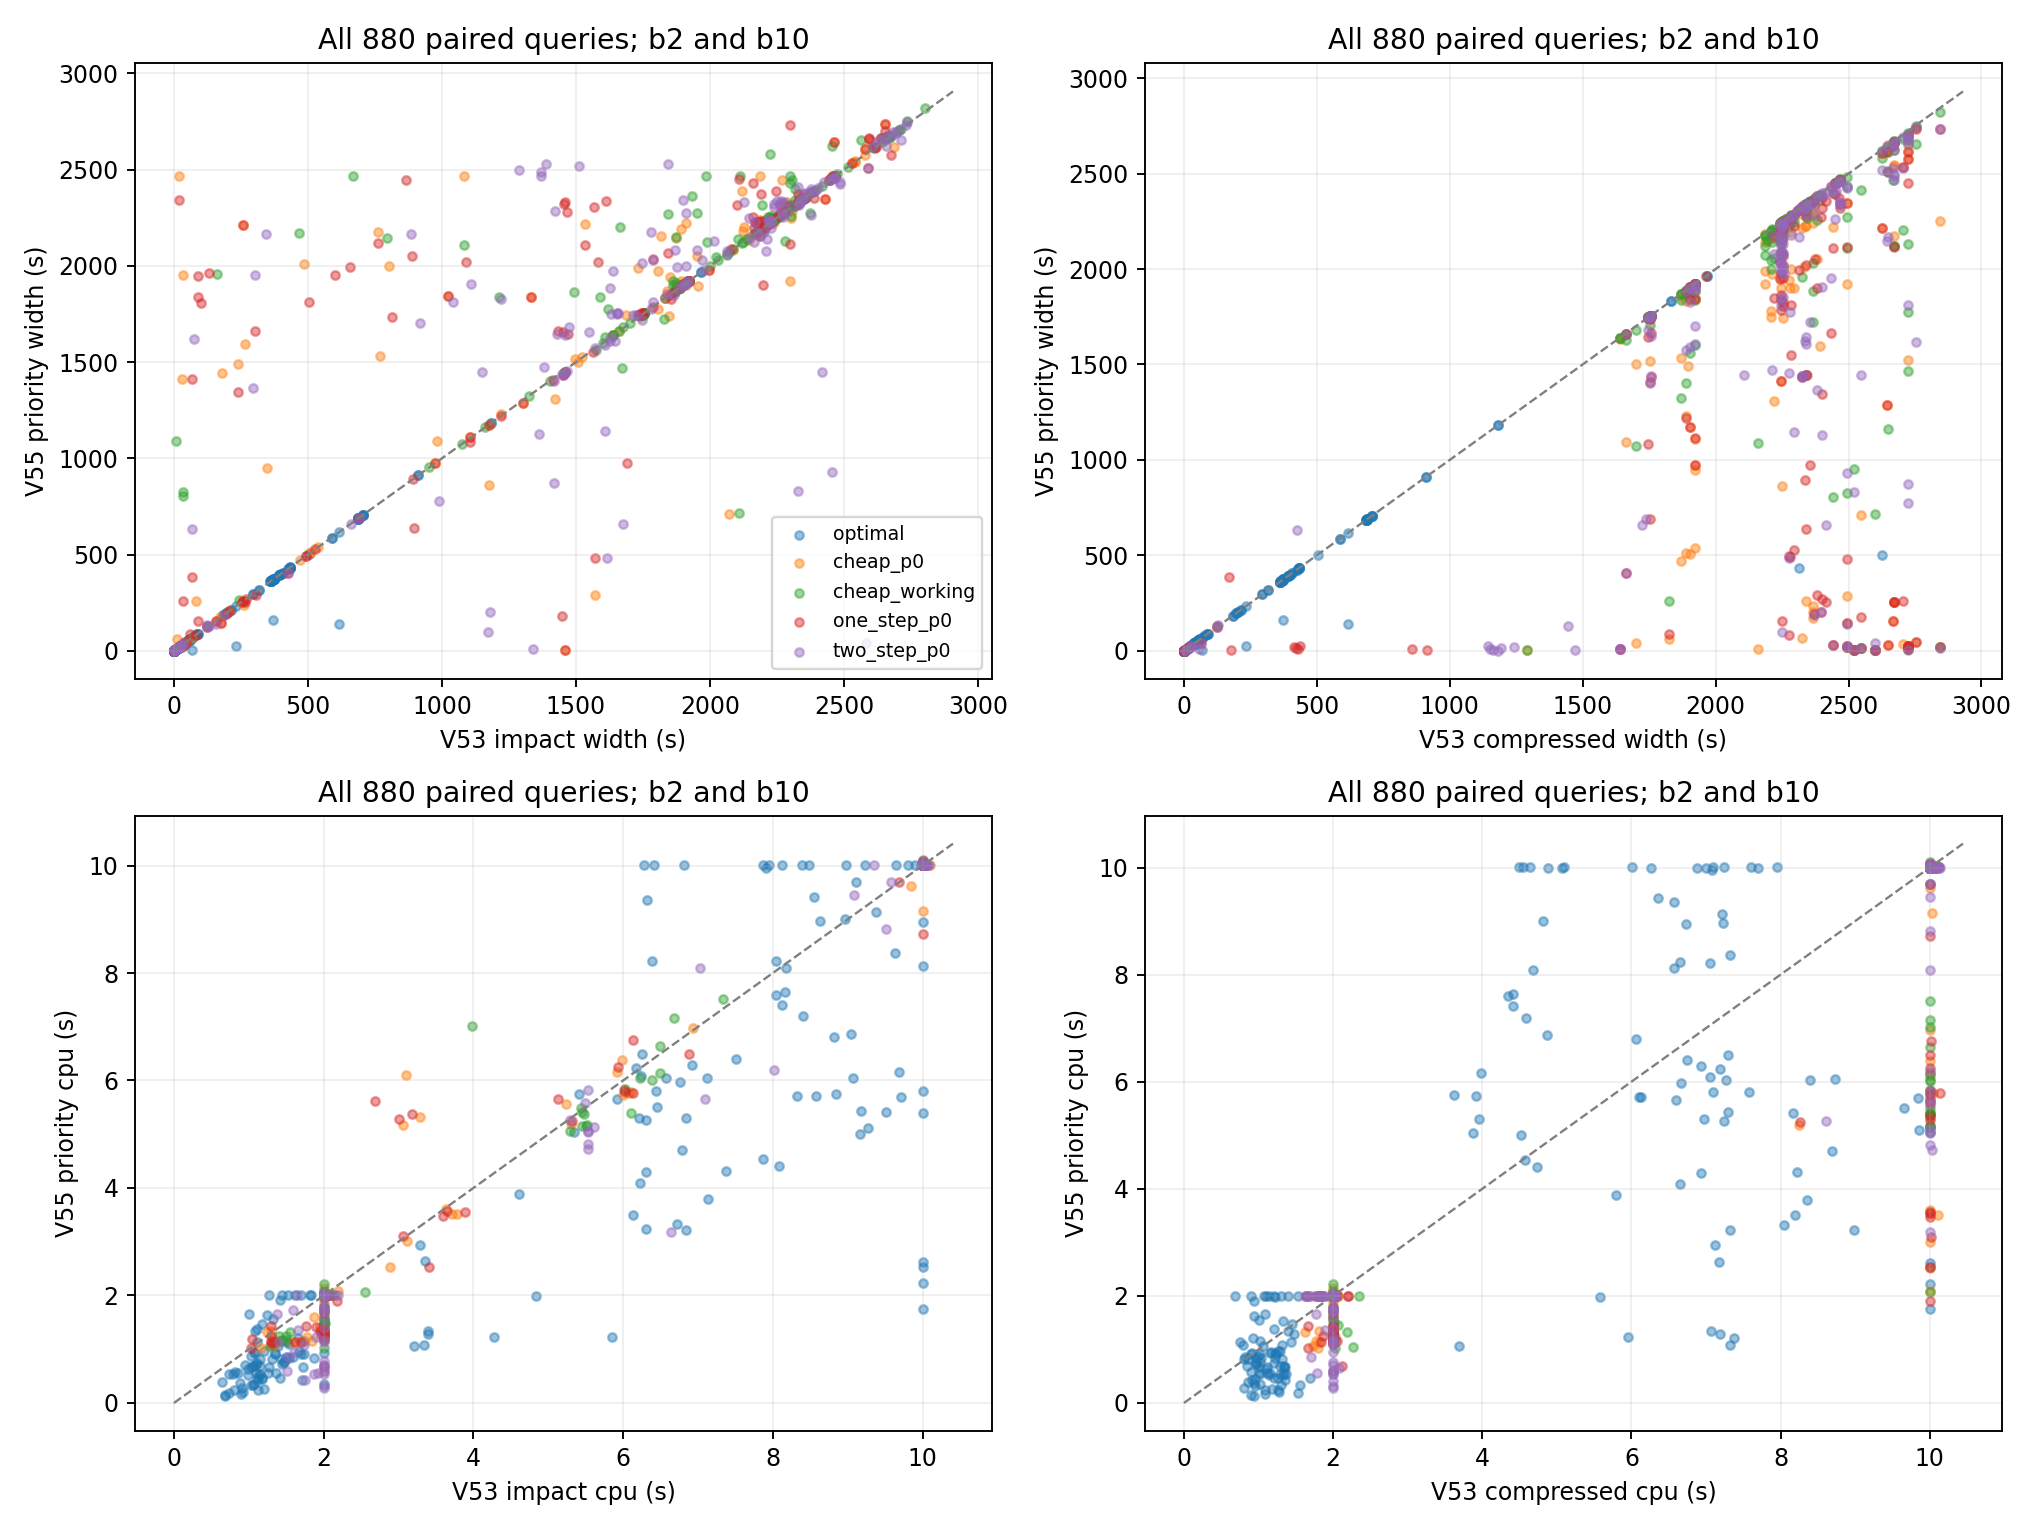 All 880 paired queries; b2 and b10
3000
2500
2000
1500
1000
500
0
V55 priority width (s)
0 500 1000 1500 2000 2500 3000
V53 impact width (s)
optimal
cheap_p0
cheap_working
one_step_p0
two_step_p0
All 880 paired queries; b2 and b10
3000
2500
2000
1500
1000
500
0
V55 priority width (s)
0 500 1000 1500 2000 2500 3000
V53 compressed width (s)
All 880 paired queries; b2 and b10
10
8
6
4
2
0
V55 priority cpu (s)
0 2 4 6 8 10
V53 impact cpu (s)
All 880 paired queries; b2 and b10
10
8
6
4
2
0
V55 priority cpu (s)
0 2 4 6 8 10
V53 compressed cpu (s)